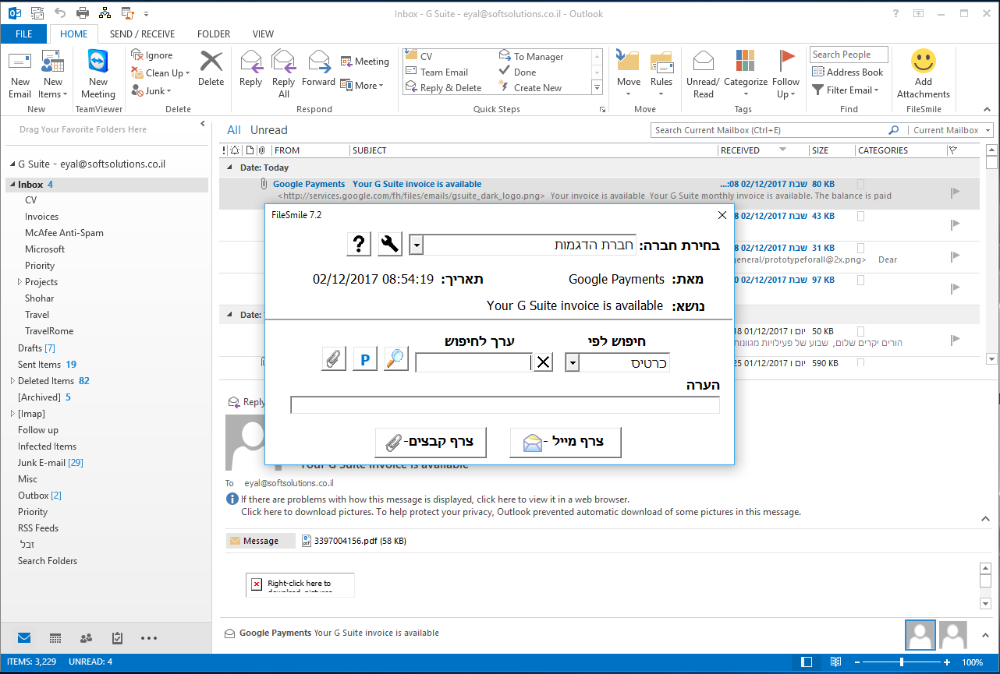 Inbox - G Suite - eyal@softsolutions.co.il - Outlook
FILE HOME SEND / RECEIVE FOLDER VIEW
New Email
New Items
New
New Meeting
TeamViewer
Ignore
Clean Up
Junk
Delete
Delete
Reply
Reply All
Forward
Meeting
More
Respond
CV
Team Email
Reply & Delete
To Manager
Done
Create New
Quick Steps
Move
Rules
Move
Unread/ Read
Categorize
Follow Up
Tags
Search People
Address Book
Filter Email
Find
Add Attachments
FileSmile
Drag Your Favorite Folders Here
G Suite - eyal@softsolutions.co.il
Inbox 4
CV
Invoices
McAfee Anti-Spam
Microsoft
Priority
Projects
Shohar
Travel
TravelRome
Drafts [7]
Sent Items 19
Deleted Items 82
[Archived] 5
[Imap]
Follow up
Infected Items
Junk E-mail [29]
Misc
Outbox [2]
Priority
RSS Feeds
זבל
Search Folders
All Unread
Search Current Mailbox (Ctrl+E)
Current Mailbox
! FROM SUBJECT RECEIVED SIZE CATEGORIES
Date: Today
Google Payments Your G Suite invoice is available שבת 02/12/2017 08:... 80 KB
<http://services.google.com/fh/files/emails/gsuite_dark_logo.png> Your invoice is available Your G Suite monthly invoice is available. The balance is paid
8 02/12/2017 שבת 43 KB
8 02/12/2017 שבת 31 KB
general/prototypeforall@2x.png> Dear
0 02/12/2017 שבת 97 KB
Date:
18 01/12/2017 יום ו 50 KB
הורים יקרים שלום, שבוע של פעילויות מגוונות
25 01/12/2017 יום ו 590 KB
FileSmile 7.2
בחירת חברה: חברת הדגמות
?
מאת: Google Payments
תאריך: 02/12/2017 08:54:19
נושא: Your G Suite invoice is available
חיפוש לפי
ערך לחיפוש
כרטיס
P
הערה
צרף מייל-
צרף קבצים-
Reply
Your G Suite invoice is available
To eyal@softsolutions.co.il
If there are problems with how this message is displayed, click here to view it in a web browser.
Click here to download pictures. To help protect your privacy, Outlook prevented automatic download of some pictures in this message.
Message
3397004156.pdf (58 KB)
Right-click here to
download pictures
Google Payments Your G Suite invoice is available
ITEMS: 3,229 UNREAD: 4
100%